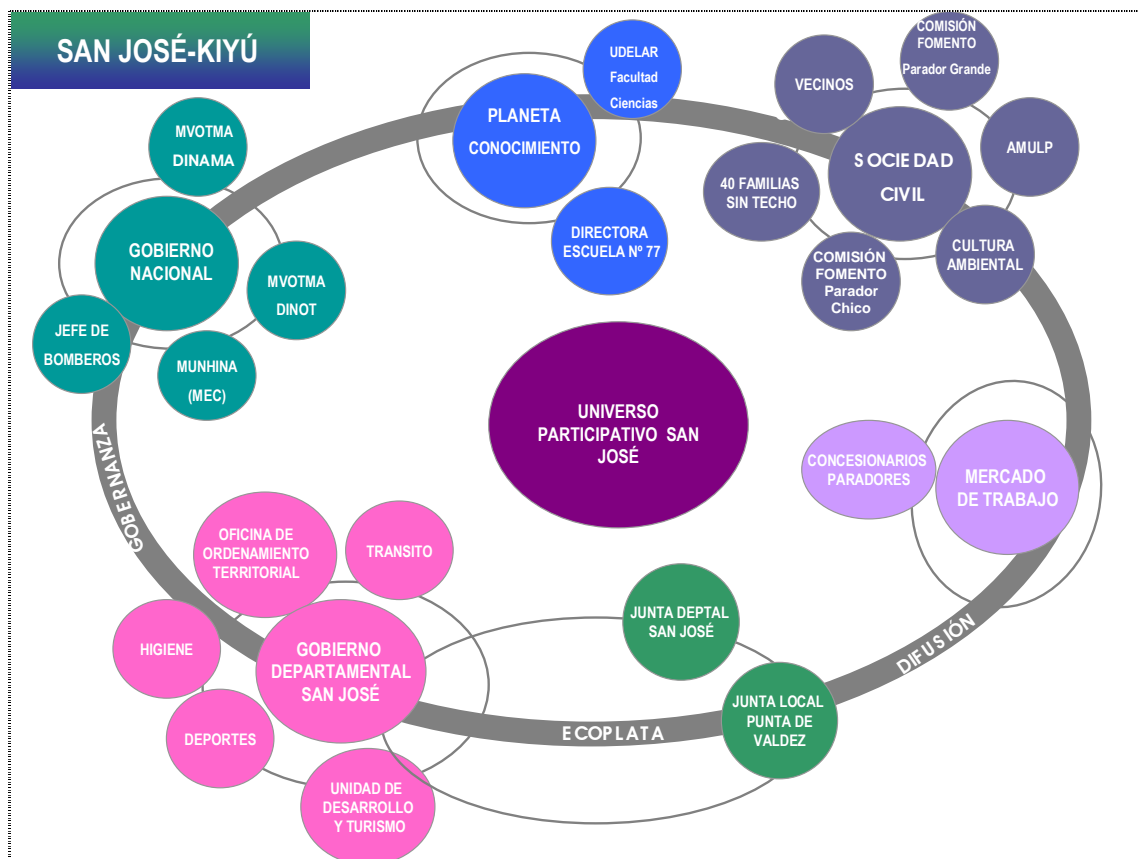 SAN JOSÉ-KIYÚ
MVOTMA
DINAMA
GOBIERNO
NACIONAL
MVOTMA
DINOT
JEFE DE
BOMBEROS
MUNHINA
(MEC)
UDELAR
Facultad
Ciencias
PLANETA
CONOCIMIENTO
DIRECTORA
ESCUELA Nº 77
COMISIÓN
FOMENTO
Parador Grande
VECINOS
SOCIEDAD
CIVIL
AMULP
40 FAMILIAS
SIN TECHO
CULTURA
AMBIENTAL
COMISIÓN
FOMENTO
Parador
Chico
UNIVERSO
PARTICIPATIVO SAN
JOSÉ
CONCESIONARIOS
PARADORES
MERCADO
DE TRABAJO
GOBERNANZA
OFICINA DE
ORDENAMIENTO
TERRITORIAL
TRANSITO
HIGIENE
GOBIERNO
DEPARTAMENTAL
SAN JOSÉ
DEPORTES
UNIDAD DE
DESARROLLO
Y TURISMO
JUNTA DEPTAL
SAN JOSÉ
JUNTA LOCAL
PUNTA DE
VALDEZ
DIFUSIÓN
ECOPLATA